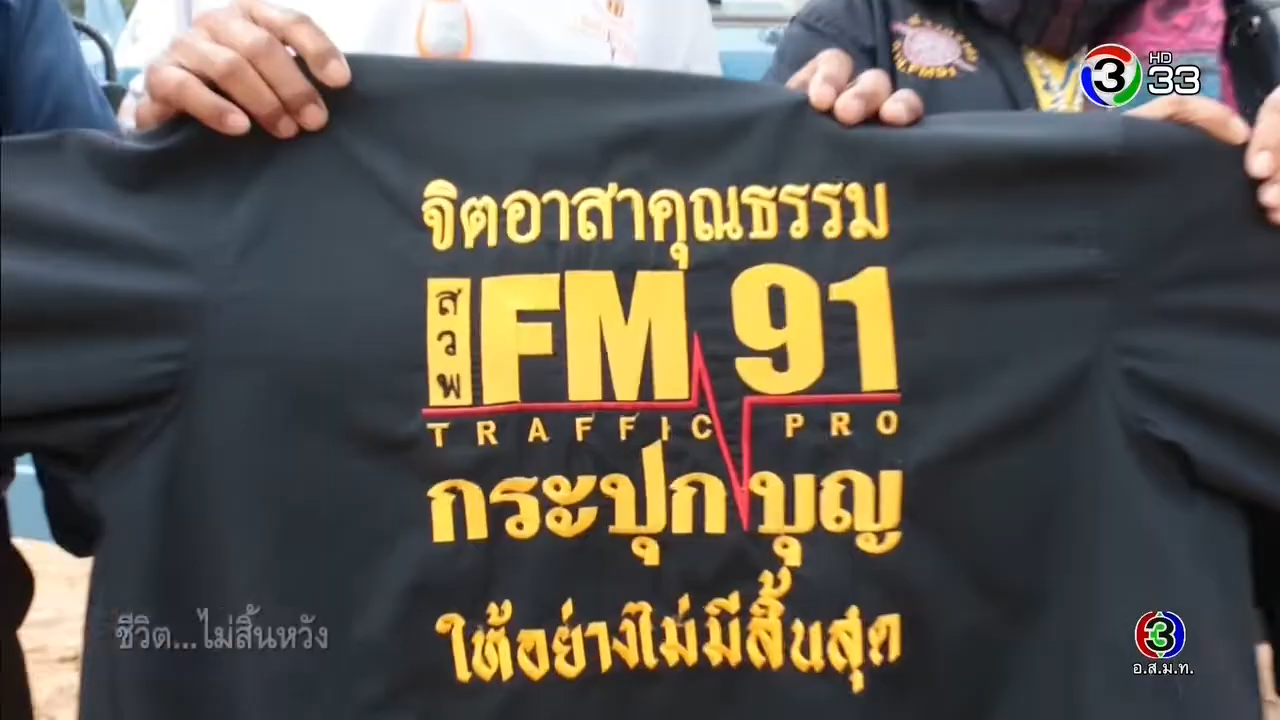 3 HD 33
จิตอาสาคุณธรรม
สวพ FM 91
TRAFFIC PRO
กระปุกบุญ
ให้อย่างไม่มีสิ้นสุด
ชีวิต...ไม่สิ้นหวัง
3
อ.ส.ม.ท.